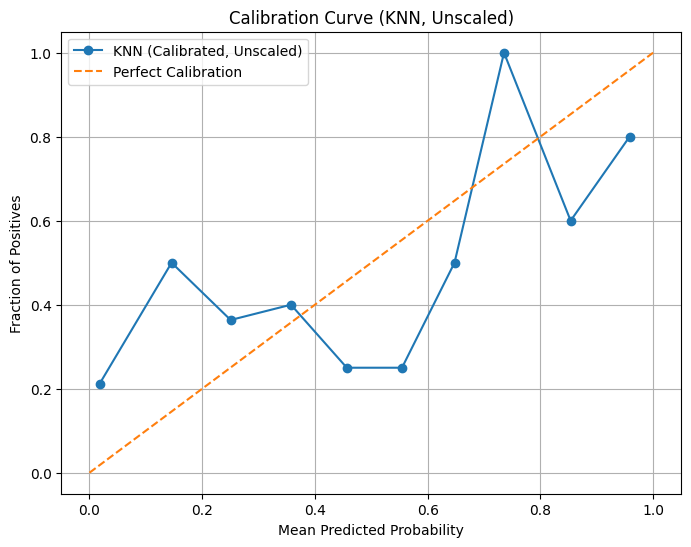 Calibration Curve (KNN, Unscaled)
KNN (Calibrated, Unscaled)
Perfect Calibration
Fraction of Positives
1.0
0.8
0.6
0.4
0.2
0.0
0.0 0.2 0.4 0.6 0.8 1.0
Mean Predicted Probability